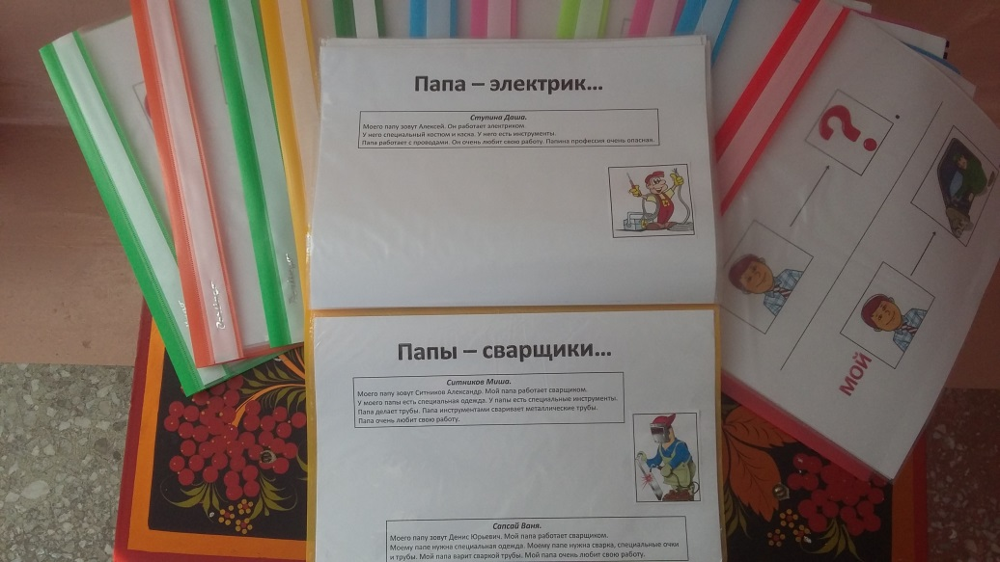 Папа – электрик...
Ступина Даша.
Моего папу зовут Алексей. Он работает электриком.
У него специальный костюм и каска. У него есть инструменты.
Папа работает с проводами. Он очень любит свою работу. Папина профессия очень опасная.
?
МОЙ
Папы – сварщики...
Ситников Миша.
Моего папу зовут Ситников Александр. Мой папа работает сварщиком.
У моего папы есть специальная одежда. У папы есть специальные инструменты.
Папа делает трубы. Папа инструментами сваривает металлические трубы.
Папа очень любит свою работу.
Сапсай Ваня.
Моего папу зовут Денис Юрьевич. Мой папа работает сварщиком.
Моему папе нужна специальная одежда. Моему папе нужна сварка, специальные очки
и трубы. Мой папа варит сваркой трубы. Мой папа очень любит свою работу.